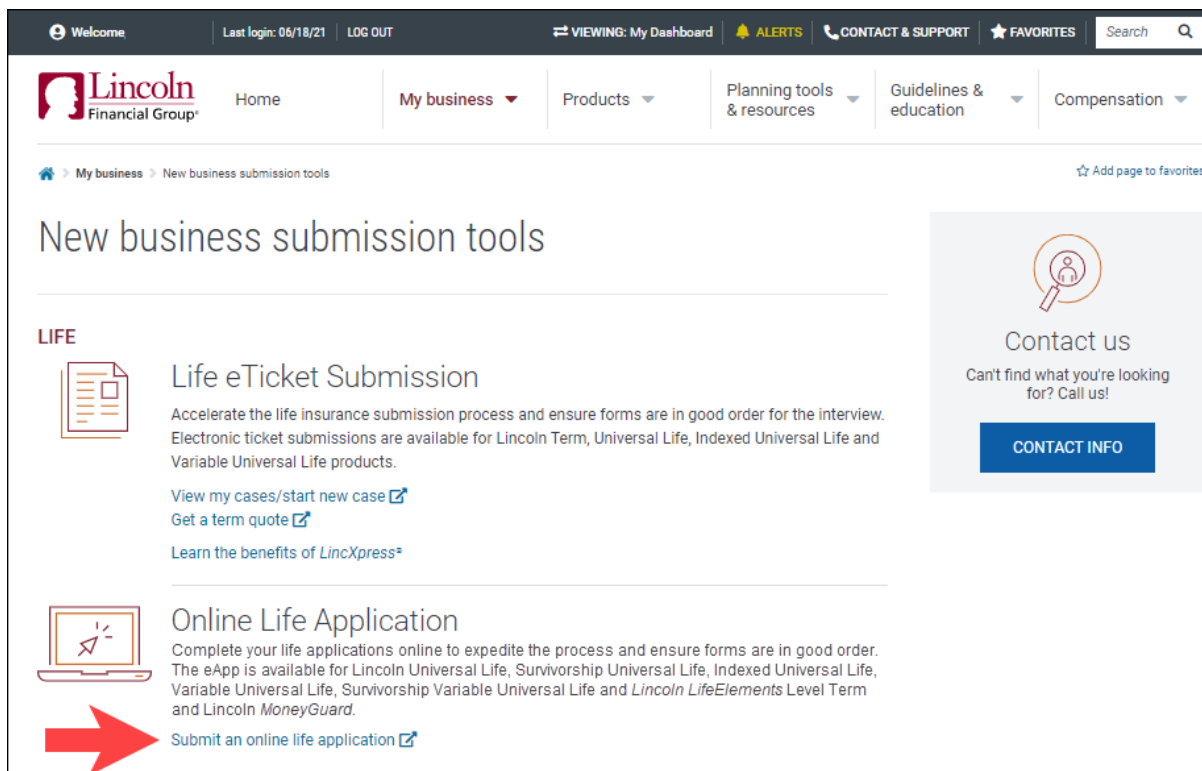 Welcome Last login: 06/18/21 LOG OUT VIEWING: My Dashboard ALERTS CONTACT & SUPPORT FAVORITES Search
Lincoln
Financial Group®
Home My business Products Planning tools & resources Guidelines & education Compensation
My business > New business submission tools
Add page to favorites
New business submission tools
LIFE
Life eTicket Submission
Accelerate the life insurance submission process and ensure forms are in good order for the interview.
Electronic ticket submissions are available for Lincoln Term, Universal Life, Indexed Universal Life and
Variable Universal Life products.
View my cases/start new case
Get a term quote
Learn the benefits of LincXpress
Online Life Application
Complete your life applications online to expedite the process and ensure forms are in good order.
The eApp is available for Lincoln Universal Life, Survivorship Universal Life, Indexed Universal Life,
Variable Universal Life, Survivorship Variable Universal Life and Lincoln LifeElements Level Term
and Lincoln MoneyGuard.
Submit an online life application
Contact us
Can't find what you're looking
for? Call us!
CONTACT INFO